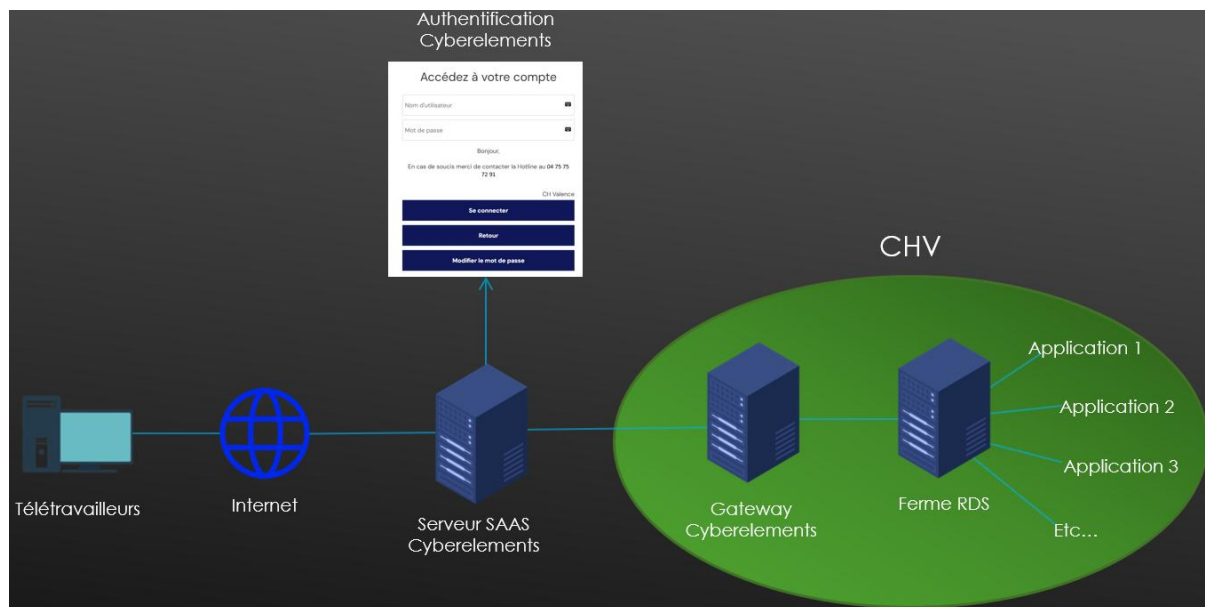 Authentification
Cyberelements
Accédez à votre compte
Nom d'utilisateur
Mot de passe
Bonjour,
En cas de soucis merci de contacter la Hotline au 04 75 75
72 91
CH Valence
Se connecter
Retour
Modifier le mot de passe
CHV
Application 1
Application 2
Application 3
Etc...
Télétravailleurs
Internet
Serveur SAAS
Cyberelements
Gateway
Cyberelements
Ferme RDS